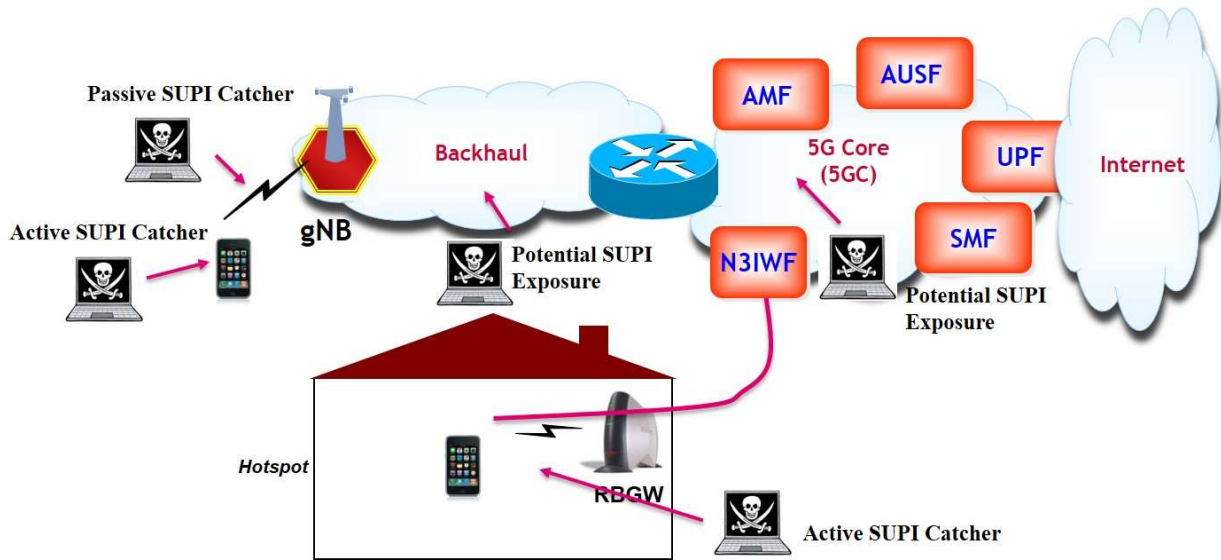 Passive SUPI Catcher
Active SUPI Catcher
gNB
Backhaul
Potential SUPI
Exposure
AMF
AUSF
5G Core
(5GC)
UPF
Internet
N3IWF
SMF
Potential SUPI
Exposure
Hotspot
RBGW
Active SUPI Catcher